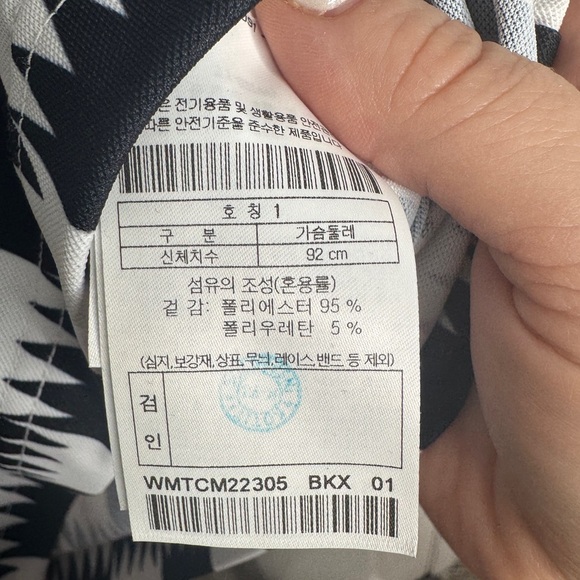 은 전기용품 및 생활용품 안전
따른 안전기준을 준수한 제품입니다
호 칭 1
구 분 가슴둘레
신체치수 92 cm
섬유의 조성(혼용률)
겉 감: 폴리에스터 95 %
폴리우레탄 5 %
(심지,보강재,상표,무늬,레이스,밴드 등 제외)
검
인
WMTCM22305 BKX 01